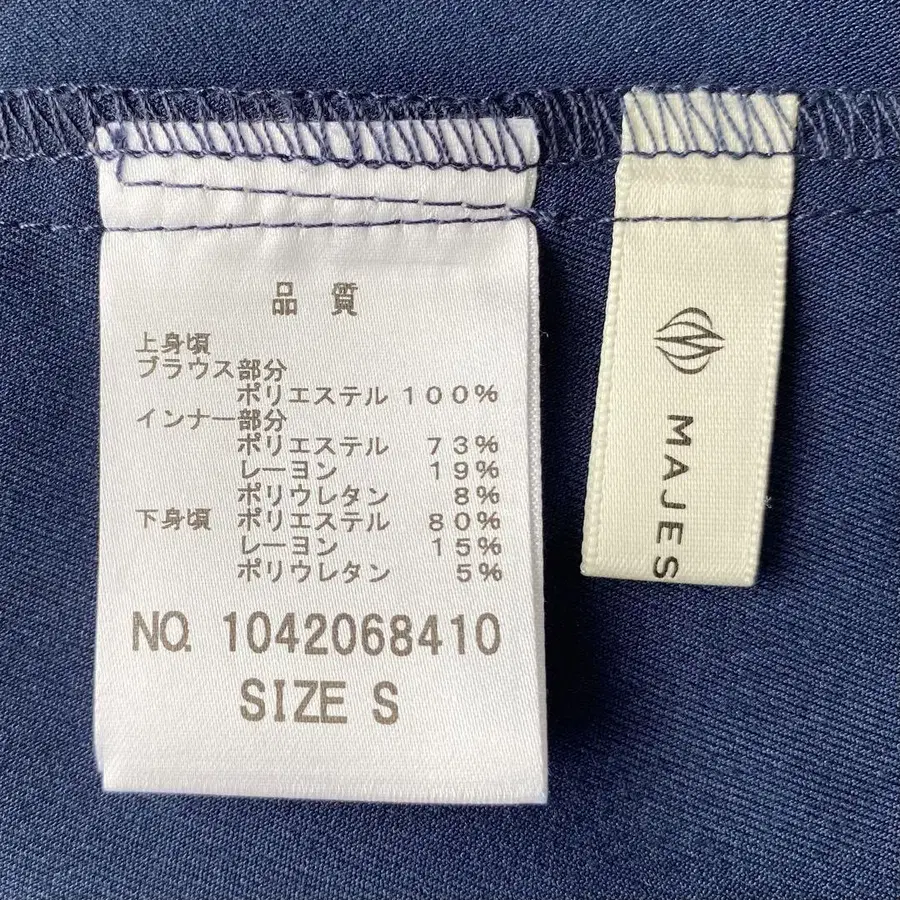 品 質
上身頃
ブラウス部分
ポリエステル 100%
インナー部分
ポリエステル 73%
レーヨン 19%
ポリウレタン 8%
下身頃 ポリエステル 80%
レーヨン 15%
ポリウレタン 5%
NO. 1042068410
SIZE S
MAJES